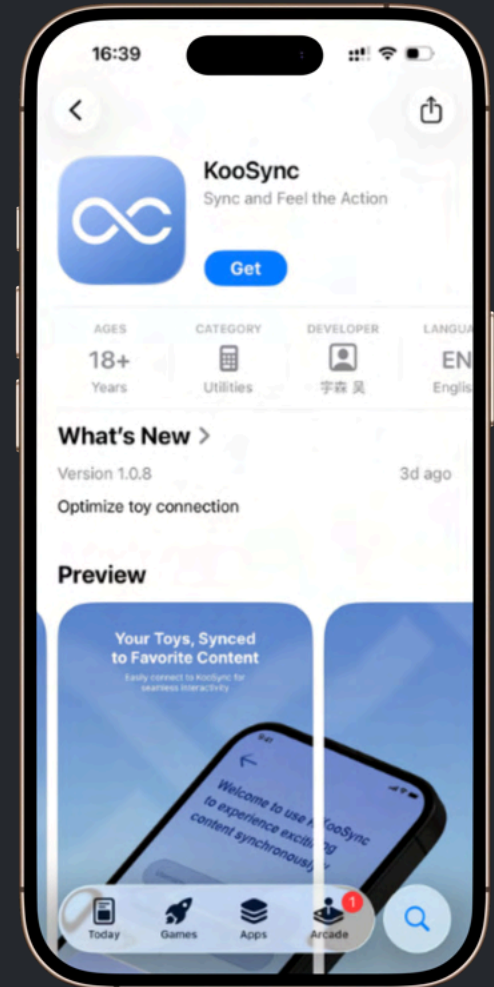 16:39
KooSync
Sync and Feel the Action
Get
AGES
CATEGORY
DEVELOPER
LANGUA
18+
EN
Years
Utilities
宇森 吴
Englis
What's New
Version 1.0.8
3d ago
Optimize toy connection
Preview
Your Toys, Synced
to Favorite Content
Easily connect to KooSync for
seamless interactivity
9:41
Welcome to use KooSync
to experience exciting
content synchronously
Today
Games
Apps
Arcade
1